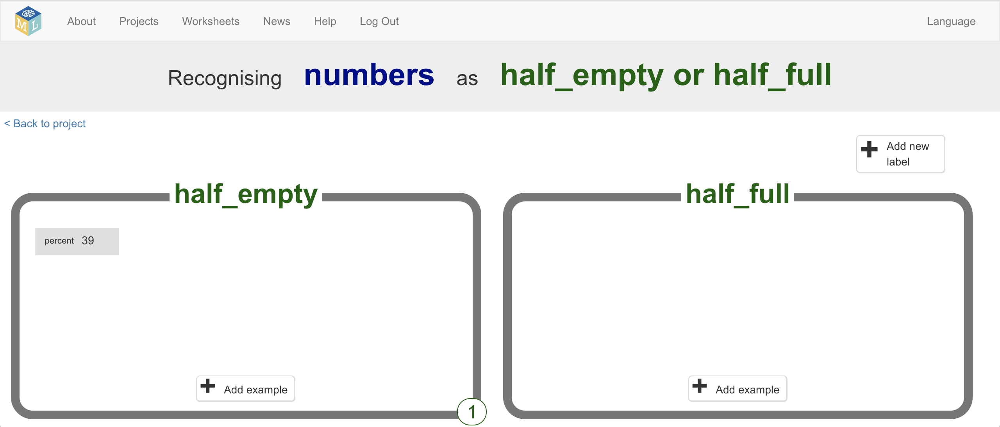 ML
About Projects Worksheets News Help Log Out Language
Recognising numbers as half_empty or half_full
< Back to project
Add new
label
half_empty
percent 39
Add example
1
half_full
Add example